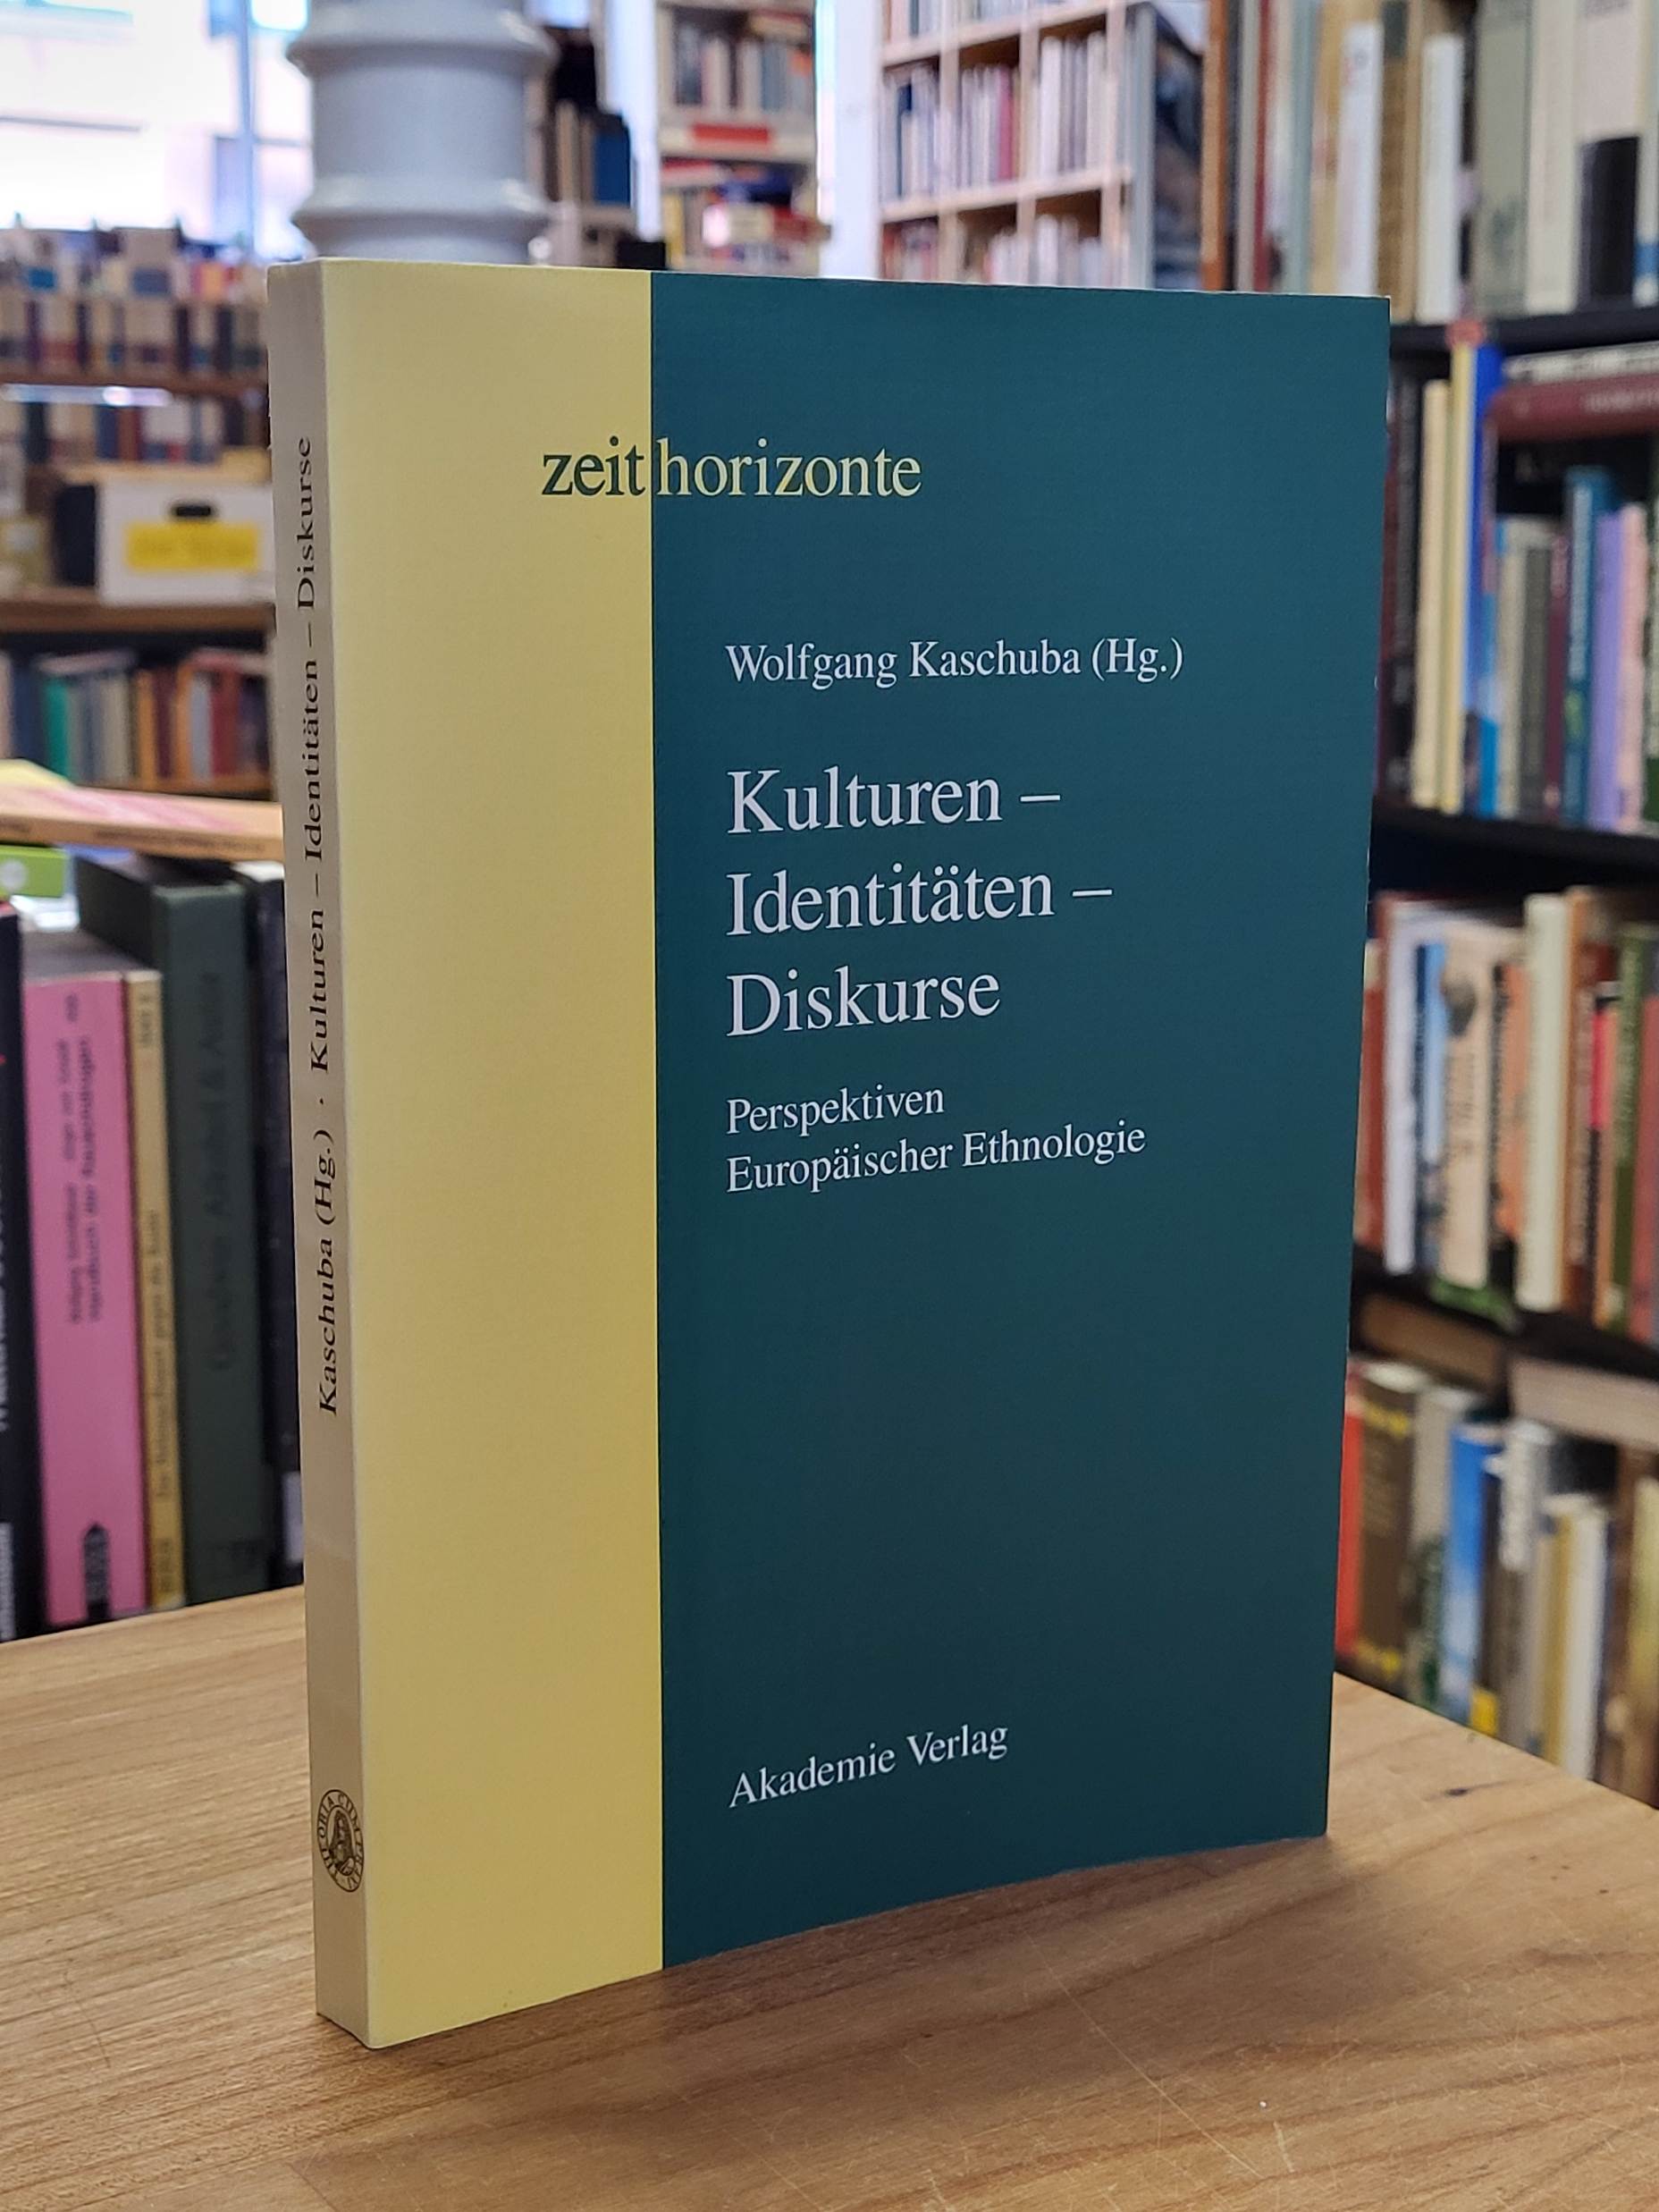 zeithorizonte
Wolfgang Kaschuba (Hg.)
Kulturen –
Identitäten –
Diskurse
Perspektiven
Europäischer Ethnologie
Akademie Verlag
Kaschuba (Hg.) · Kulturen – Identitäten – Diskurse